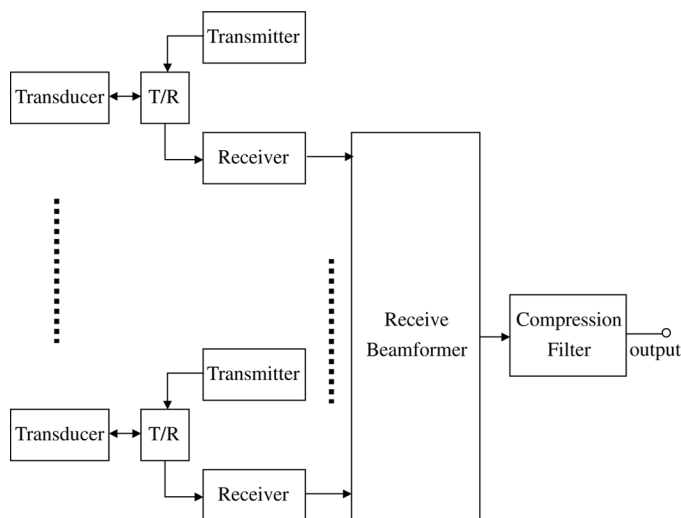 Transmitter
Transducer
T/R
Receiver
Receive
Beamformer
Compression
Filter
output
Transmitter
Transducer
T/R
Receiver